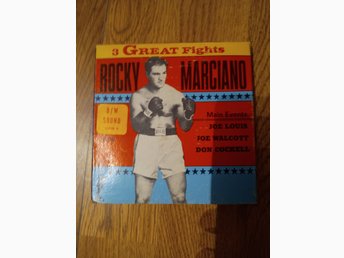 3 GREAT Fights
ROCKY MARCIANO
B/W
SOUND
Main Events
JOE LOUIS
JOE WALCOTT
DON COCKELL